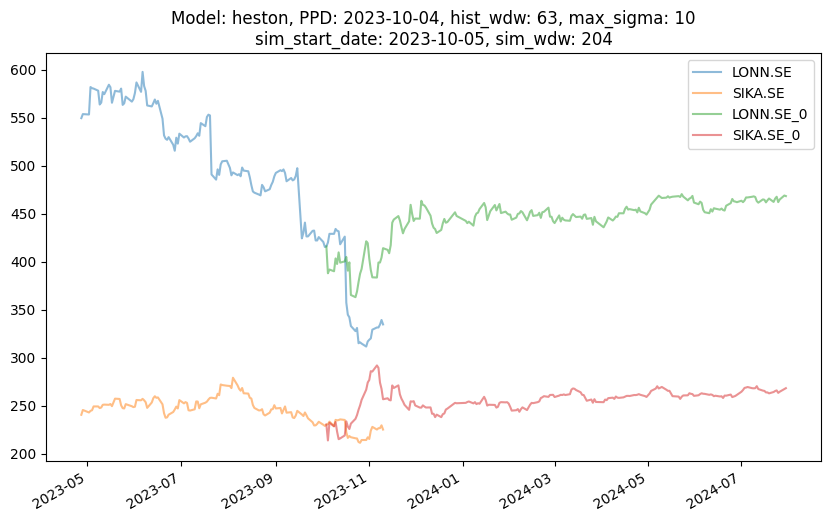 Model: heston, PPD: 2023-10-04, hist_wdw: 63, max_sigma: 10
sim_start_date: 2023-10-05, sim_wdw: 204
LONN.SE
SIKA.SE
LONN.SE_0
SIKA.SE_0
600
550
500
450
400
350
300
250
200
2023-05
2023-07
2023-09
2023-11
2024-01
2024-03
2024-05
2024-07